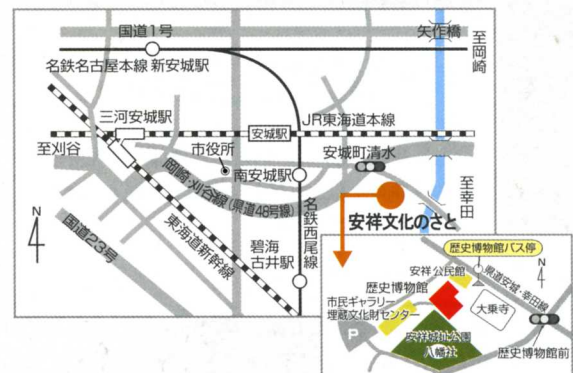 国道1号
矢作橋
至岡崎
名鉄名古屋本線 新安城駅
三河安城駅
安城駅
JR東海道本線
至刈谷
市役所
安城町清水
南安城駅
岡崎・刈谷線(県道48号線)
至幸田
N
安祥文化のさと
国道23号
東海道新幹線
碧海
古井駅
名鉄西尾線
歴史博物館バス停
安祥公民館
県道安城・幸田線
N
歴史博物館
市民ギャラリー
埋蔵文化財センター
大乗寺
P
安祥城址公園
八幡社
歴史博物館前